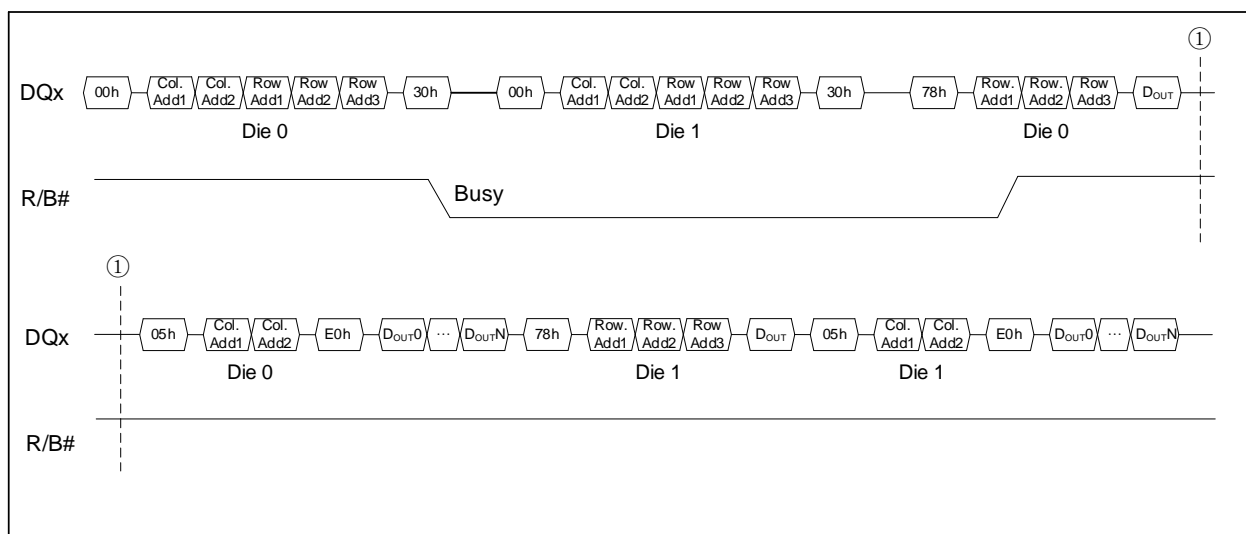 ①
DQx 00h Col. Add1 Col. Add2 Row Add1 Row Add2 Row Add3 30h 00h Col. Add1 Col. Add2 Row Add1 Row Add2 Row Add3 30h 78h Row. Add1 Row. Add2 Row Add3 DOUT
Die 0 Die 1 Die 0
R/B# Busy
①
DQx 05h Col. Add1 Col. Add2 E0h DOUT0 ... DOUTN 78h Row. Add1 Row. Add2 Row Add3 DOUT 05h Col. Add1 Col. Add2 E0h DOUT0 ... DOUTN
Die 0 Die 1 Die 1
R/B#